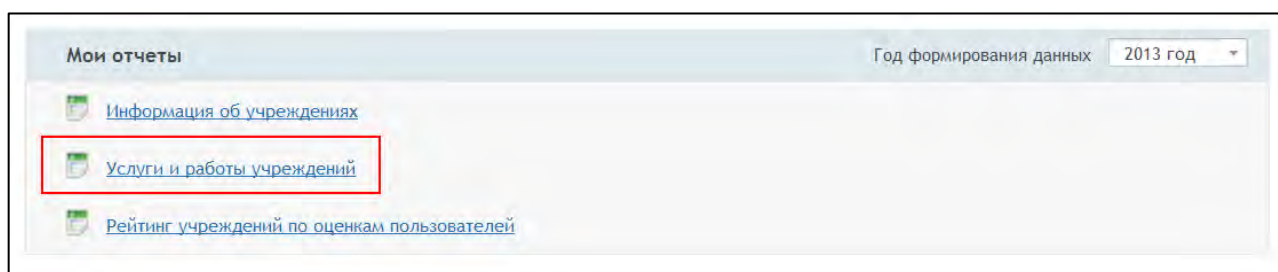 Мои отчеты Год формирования данных 2013 год
Информация об учреждениях
Услуги и работы учреждений
Рейтинг учреждений по оценкам пользователей